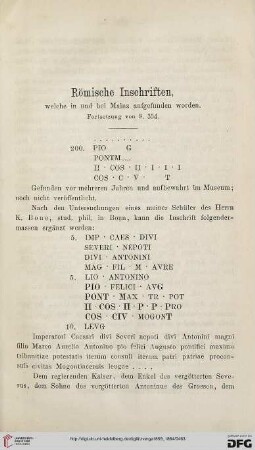 Römische Inschriften,
welche in und bei Mainz aufgefunden worden.
Fortsetzung von S. 354.
. . . . . . . . . .
200. PIO G
PONTM....
II · COS · II · I · I · I
COS · C · V · T
Gefunden vor mehreren Jahren und aufbewahrt im Museum;
noch nicht veröffentlicht.
Nach den Untersuchungen eines meiner Schüler des Herrn
K. Bone, stud. phil. in Bonn, kann die Inschrift folgender-
massen ergänzt werden:
5. IMP · CAES · DIVI
SEVERI · NEPOTI
DIVI · ANTONINI
MAG · FIL · M · AVRE
5. LIO · ANTONINO
PIO · FELICI · AVG
PONT · MAX · TR · POT
II · COS · II · P · P · PRO
COS · CIV · MOGONT
10. LEVG
Imperatori Caesari divi Severi nepoti divi Antonini magni
filio Marco Aurelio Antonino pio felici Augusto pontifici maximo
tribuniciae potestatis iterum consuli iterum patri patriae procon-
sulis civitas Mogontiacensis leugae . . . .
Dem regierenden Kaiser, dem Enkel des vergötterten Seve-
rus, dem Sohne des vergötterten Antoninus des Grossen, dem
UNIVERSITÄTS-
BIBLIOTHEK
HEIDELBERG
DFG